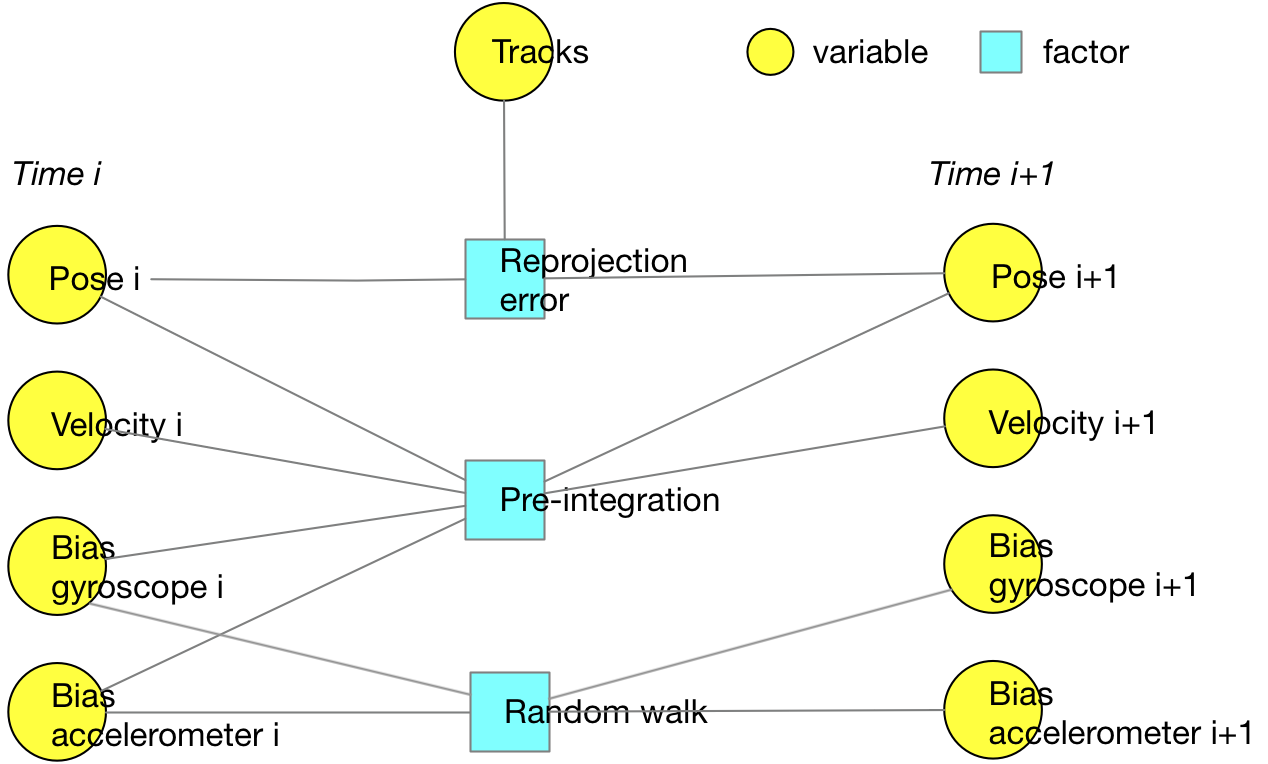 Tracks
variable
factor
Time i
Time i+1
Pose i
Reprojection
error
Pose i+1
Velocity i
Velocity i+1
Pre-integration
Bias
gyroscope i
Bias
gyroscope i+1
Bias
accelerometer i
Random walk
Bias
accelerometer i+1